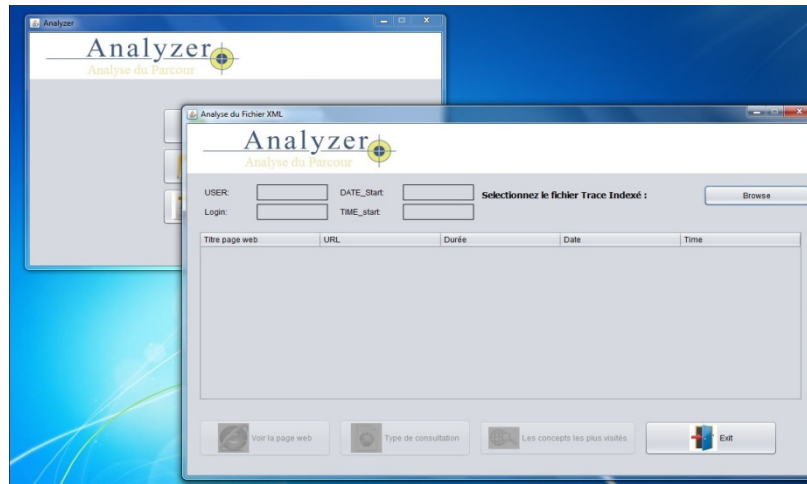 Analyzer
Analyzer
Analyse du Parcour
Analyse du Fichier XML
Analyzer
Analyse du Parcour
USER:
DATE_Start:
Selectionnez le fichier Trace Indexé :
Browse
Login:
TIME_start:
Titre page web
URL
Durée
Date
Time
Voir la page web
Type de consultation
Les concepts les plus visités
Exit